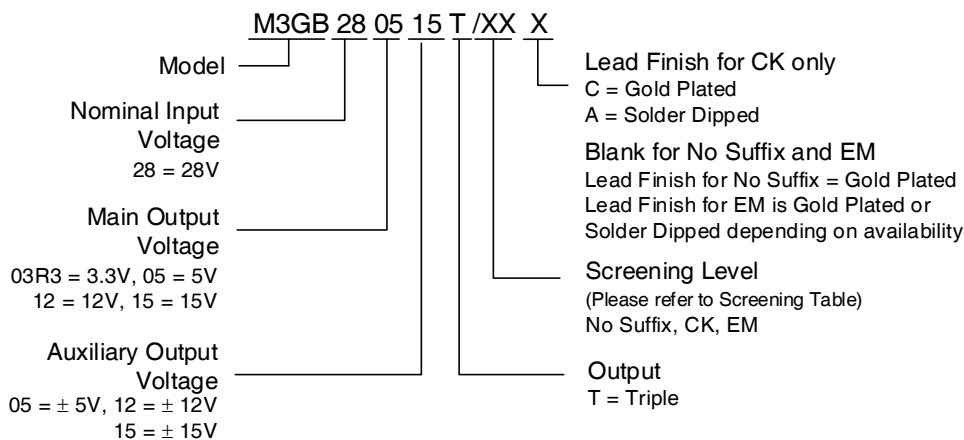 M3GB 28 05 15 T /XX X
Model
Nominal Input
Voltage
28 = 28V
Main Output
Voltage
03R3 = 3.3V, 05 = 5V
12 = 12V, 15 = 15V
Auxiliary Output
Voltage
05 = ± 5V, 12 = ± 12V
15 = ± 15V
Lead Finish for CK only
C = Gold Plated
A = Solder Dipped
Blank for No Suffix and EM
Lead Finish for No Suffix = Gold Plated
Lead Finish for EM is Gold Plated or
Solder Dipped depending on availability
Screening Level
(Please refer to Screening Table)
No Suffix, CK, EM
Output
T = Triple